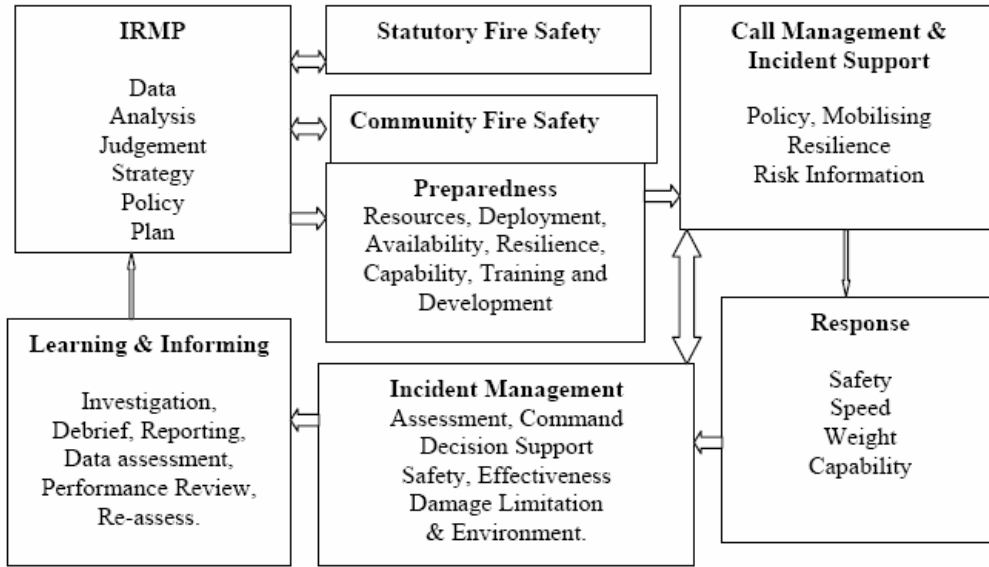 IRMP
Data
Analysis
Judgement
Strategy
Policy
Plan
Statutory Fire Safety
Community Fire Safety
Preparedness
Resources, Deployment,
Availability, Resilience,
Capability, Training and
Development
Call Management &
Incident Support
Policy, Mobilising
Resilience
Risk Information
Response
Safety
Speed
Weight
Capability
Incident Management
Assessment, Command
Decision Support
Safety, Effectiveness
Damage Limitation
& Environment.
Learning & Informing
Investigation,
Debrief, Reporting,
Data assessment,
Performance Review,
Re-assess.